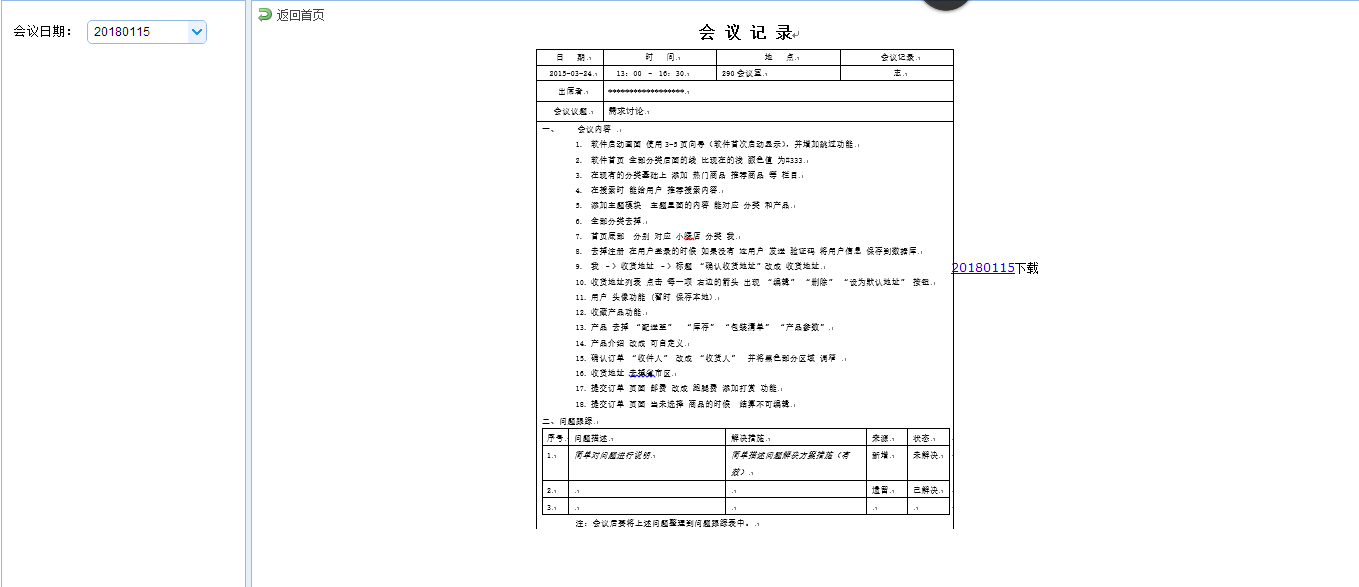 返回首页
会议日期： 20180115
会 议 记 录
日 期 时 间 地 点 会议记录
2015-03-24 13：00 - 16：30 290会议室 志
出席者 ******************
会议议题 需求讨论
一、 会议内容
1. 软件启动画面 使用3-5页向导（软件首次启动显示），并增加跳过功能
2. 软件首页 全部分类后面的线 比现在的浅 颜色值 为#333
3. 在现有的分类基础上 添加 热门商品 推荐商品 等 栏目
4. 在搜索时 能给用户 推荐搜索内容
5. 添加主题模块 主题里面的内容 能对应 分类 和产品
6. 全部分类去掉
7. 首页底部 分别 对应 小逛店 分类 我
8. 去掉注册 在用户登录的时候 如果没有 这用户 发送 验证码 将用户信息 保存到数据库
9. 我 -〉收货地址 -〉标题 “确认收货地址”改成 收货地址
20180115下载
10. 收货地址列表 点击 每一项 右边的箭头 出现 “编辑” “删除” “设为默认地址” 按钮
11. 用户 头像功能 (暂时 保存本地)
12. 收藏产品功能
13. 产品 去掉 “配送至” “库存” “包装清单” “产品参数”
14. 产品介绍 改成 可自定义
15. 确认订单 “收件人” 改成 “收货人” 并将黑色部分区域 调窄
16. 收货地址 去掉省市区
17. 提交订单 页面 邮费 改成 跑腿费 添加打赏 功能
18. 提交订单 页面 当未选择 商品的时候 结算不可编辑
二、问题跟踪
序号 问题描述 解决措施 来源 状态
1. 简单对问题进行说明 简单描述问题解决方案措施（有 新增 未解决
效）
2. 遗留 已解决
3.
注：会议后要将上述问题整理到问题跟踪表中。